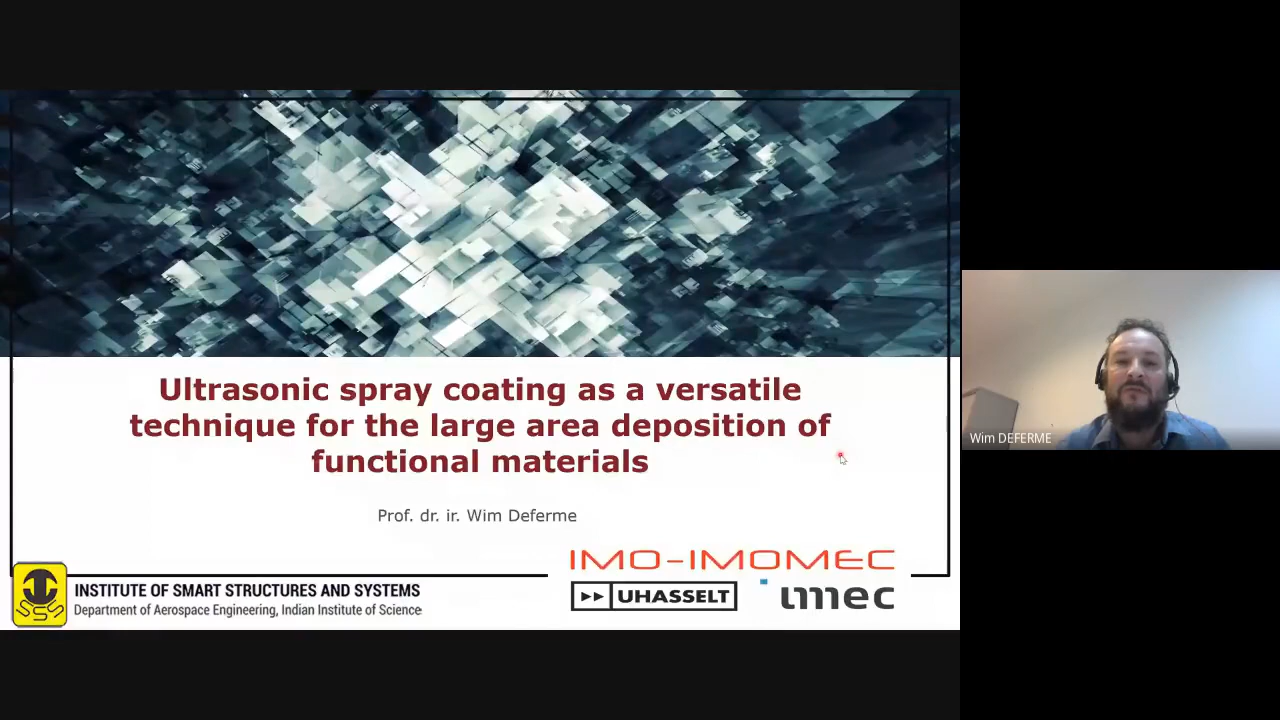 Ultrasonic spray coating as a versatile
technique for the large area deposition of
functional materials
Prof. dr. ir. Wim Deferme
IMO-IMOMEC
UHASSELT
imec
INSTITUTE OF SMART STRUCTURES AND SYSTEMS
Department of Aerospace Engineering, Indian Institute of Science
Wim DEFERME